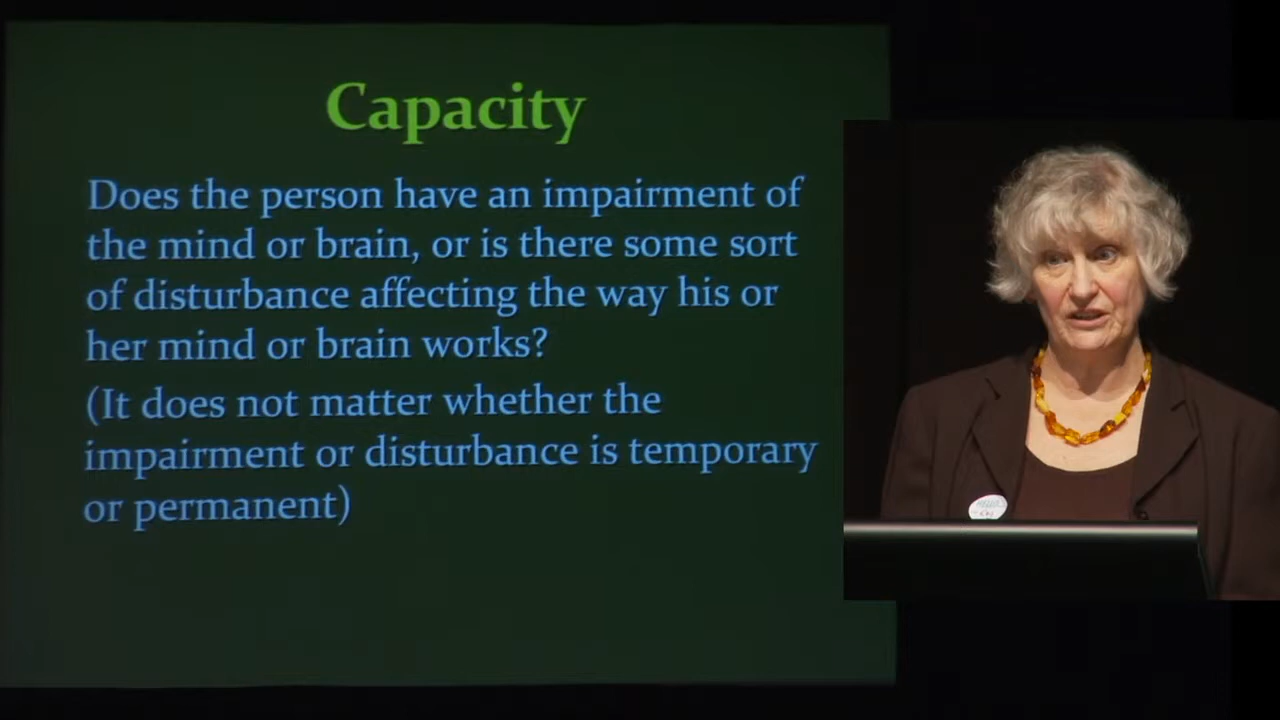 Capacity
Does the person have an impairment of
the mind or brain, or is there some sort
of disturbance affecting the way his or
her mind or brain works?
(It does not matter whether the
impairment or disturbance is temporary
or permanent)